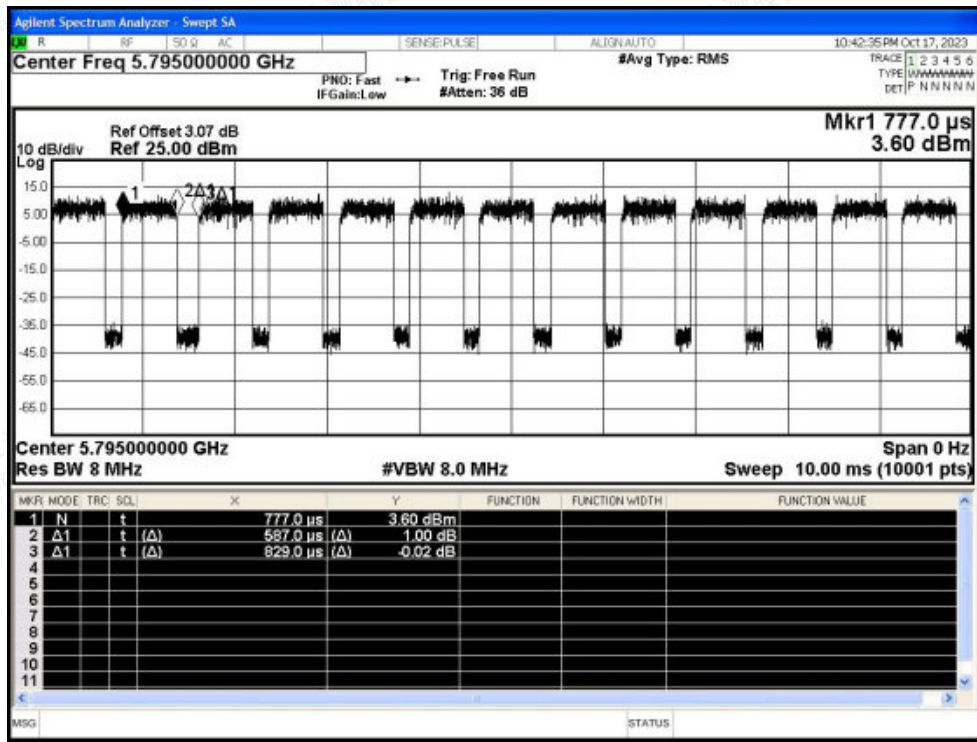 Agilent Spectrum Analyzer - Swept SA
LXI R RF 50 Ω AC SENSE:PULSE ALIGNAUTO 10:42:35 PM Oct 17, 2023
Center Freq 5.795000000 GHz #Avg Type: RMS TRACE 1 2 3 4 5 6
PNO: Fast Trig: Free Run TYPE WWWWWW
IFGain:Low #Atten: 36 dB DET P N N N N N
Mkr1 777.0 µs
Ref Offset 3.07 dB
10 dB/div Ref 25.00 dBm 3.60 dBm
Log
15.0
1 2Δ1 3Δ1
5.00
-5.00
-15.0
-25.0
-35.0
-45.0
-55.0
-65.0
Center 5.795000000 GHz Span 0 Hz
Res BW 8 MHz #VBW 8.0 MHz Sweep 10.00 ms (10001 pts)
MKR MODE TRC SCL X Y FUNCTION FUNCTION WIDTH FUNCTION VALUE
1 N t 777.0 µs 3.60 dBm
2 Δ1 t (Δ) 587.0 µs (Δ) 1.00 dB
3 Δ1 t (Δ) 829.0 µs (Δ) -0.02 dB
4
5
6
7
8
9
10
11
MSG STATUS